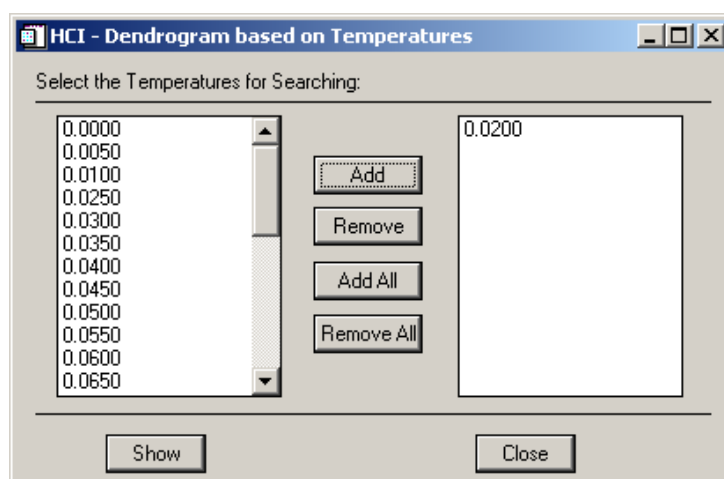 HCI - Dendrogram based on Temperatures
Select the Temperatures for Searching:
0.0000
0.0050
0.0100
0.0250
0.0300
0.0350
0.0400
0.0450
0.0500
0.0550
0.0600
0.0650
Add
Remove
Add All
Remove All
0.0200
Show
Close